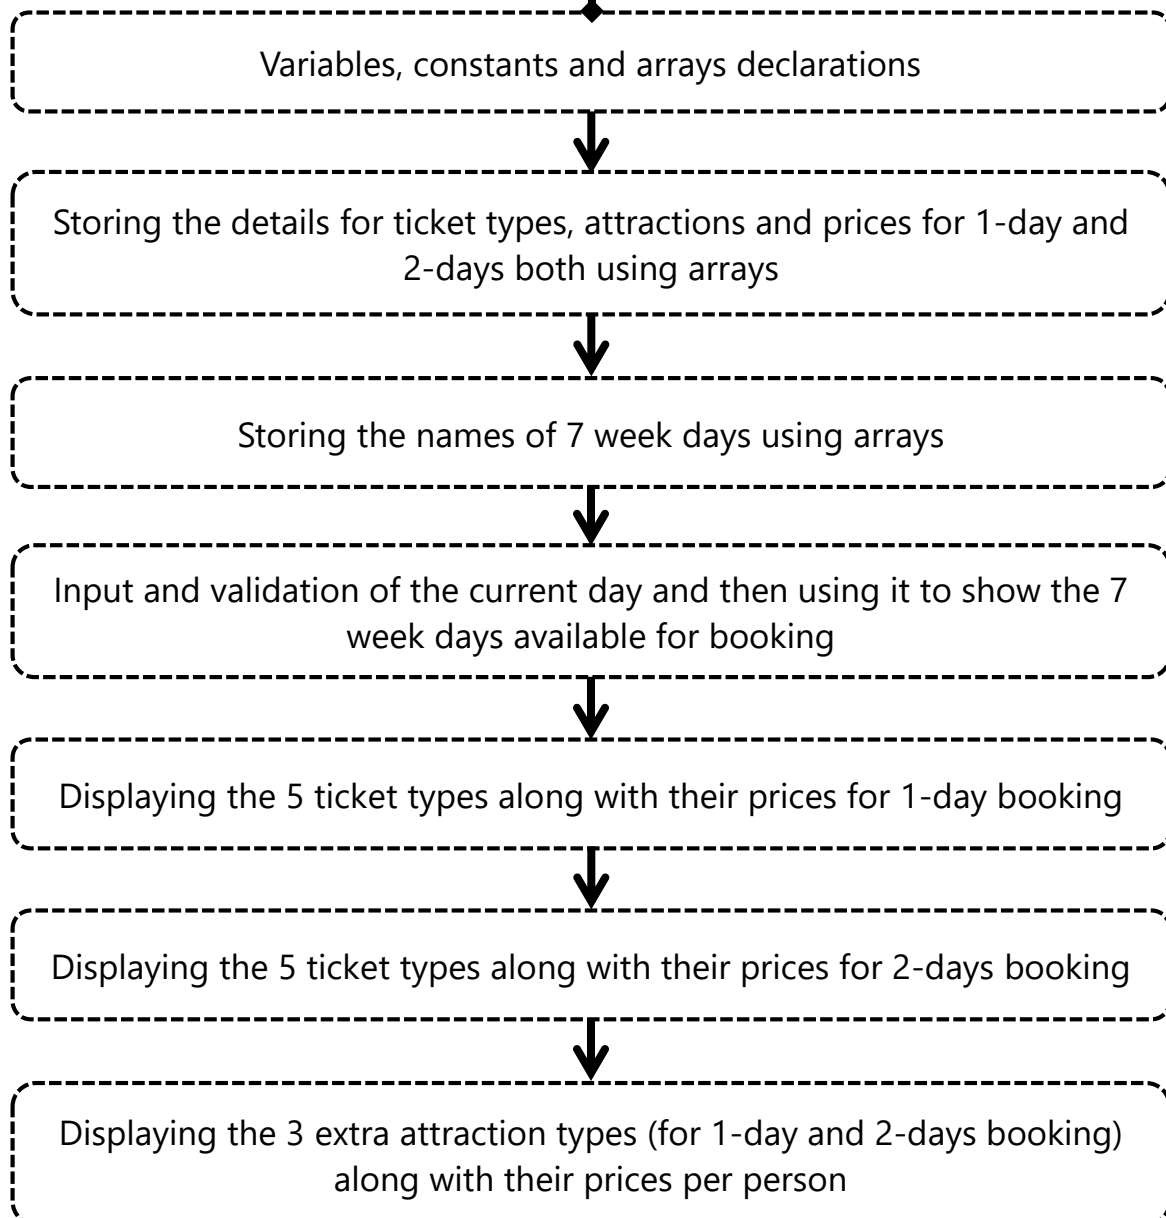 Variables, constants and arrays declarations
Storing the details for ticket types, attractions and prices for 1-day and
2-days both using arrays
Storing the names of 7 week days using arrays
Input and validation of the current day and then using it to show the 7
week days available for booking
Displaying the 5 ticket types along with their prices for 1-day booking
Displaying the 5 ticket types along with their prices for 2-days booking
Displaying the 3 extra attraction types (for 1-day and 2-days booking)
along with their prices per person